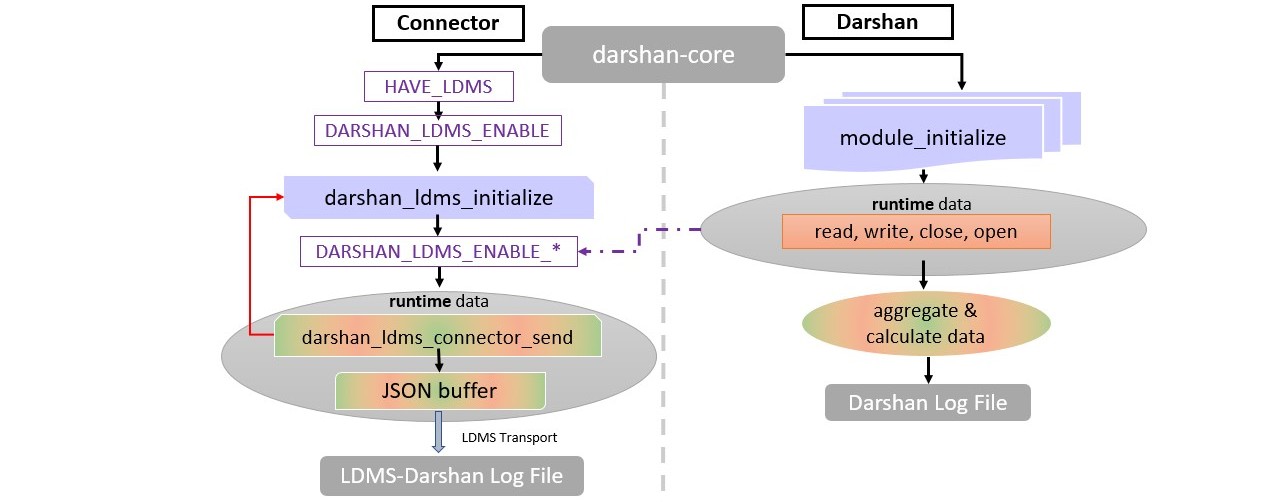 Connector
Darshan
darshan-core
HAVE_LDMS
DARSHAN_LDMS_ENABLE
darshan_ldms_initialize
DARSHAN_LDMS_ENABLE_*
runtime data
darshan_ldms_connector_send
JSON buffer
LDMS Transport
LDMS-Darshan Log File
module_initialize
runtime data
read, write, close, open
aggregate &
calculate data
Darshan Log File